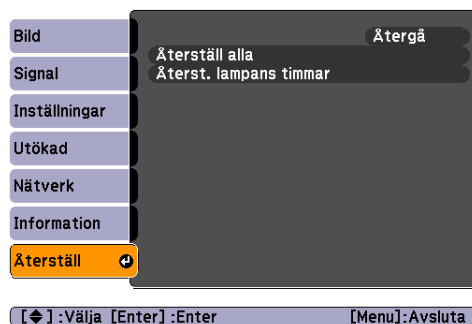 Bild
Signal
Inställningar
Utökad
Nätverk
Information
Återställ
Återgå
Återställ alla
Återst. lampans timmar
[ ] :Välja [Enter] :Enter [Menu]:Avsluta